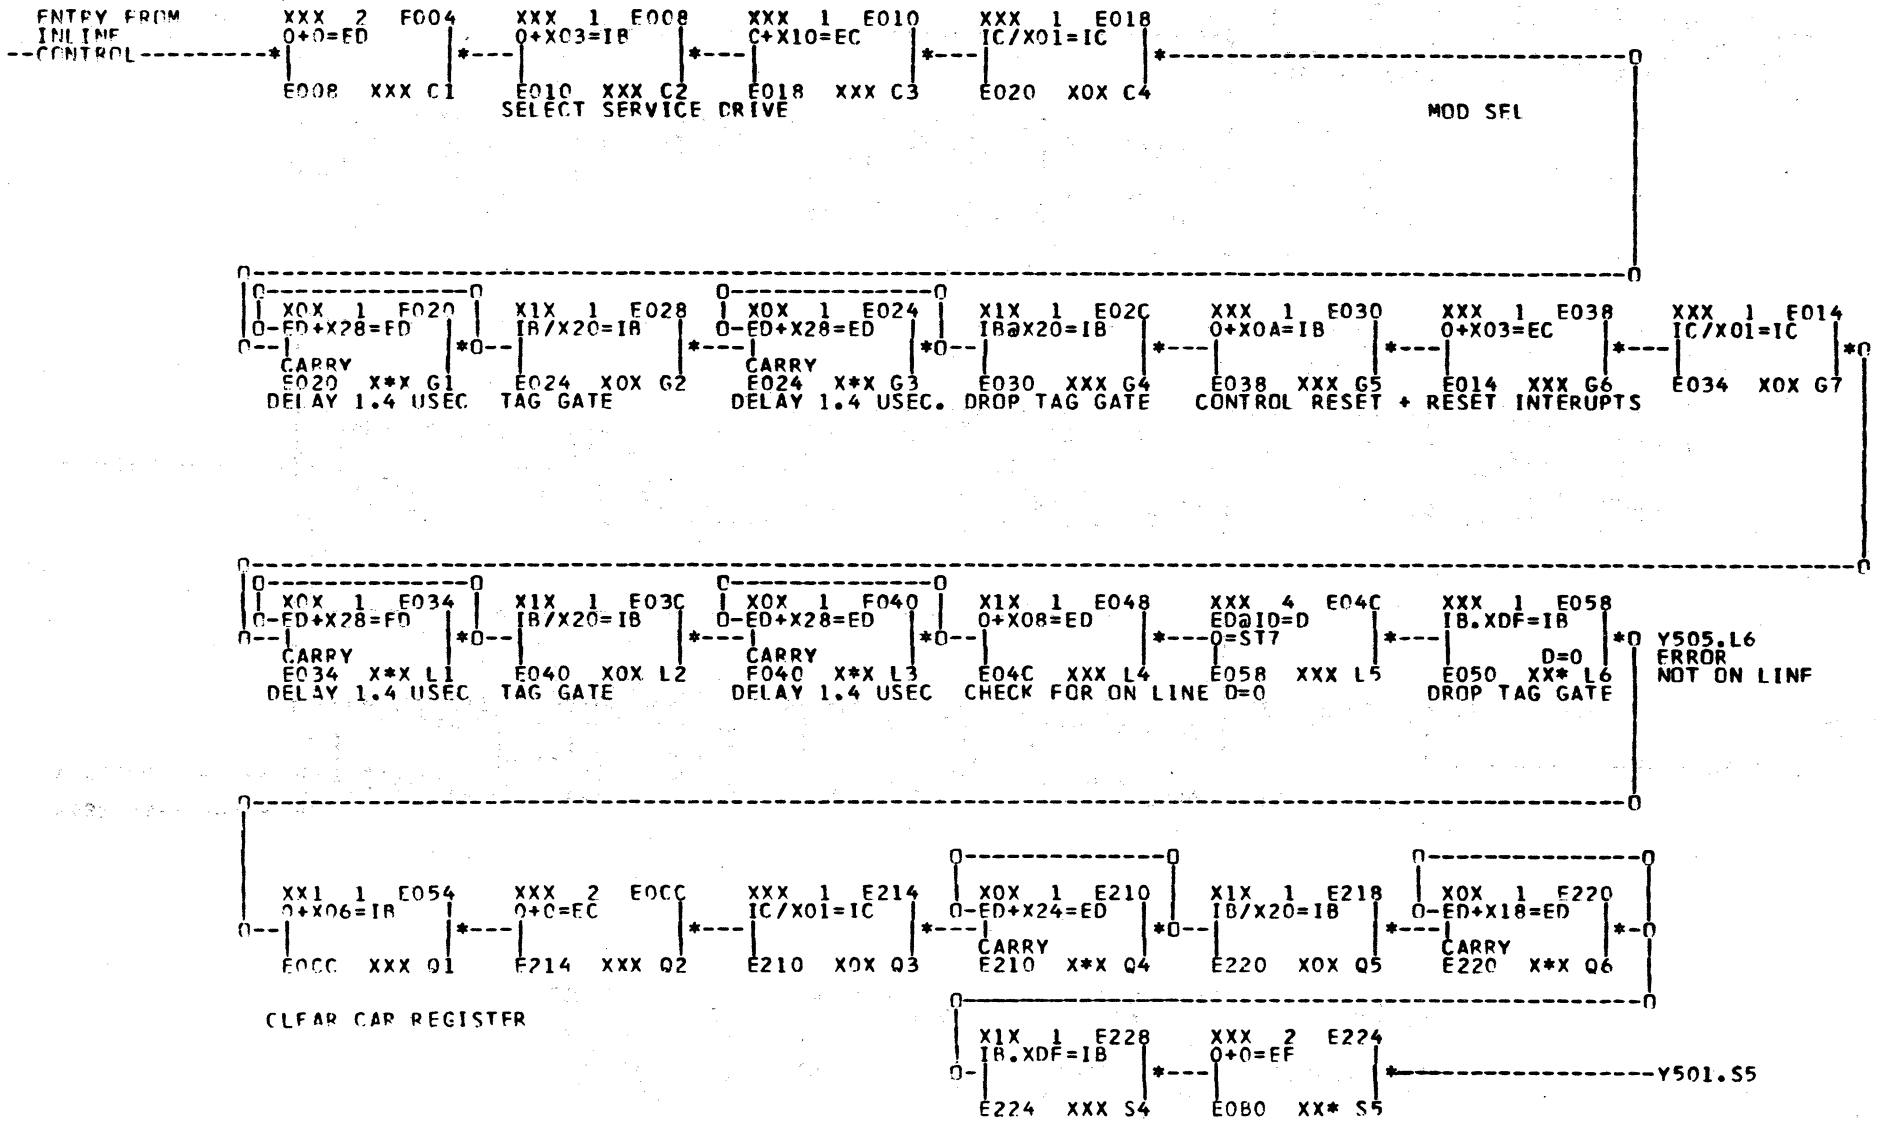 ENTRY FROM
INLINE
--CONTROL---------*
XXX 2 E004
0+0=ED
E008 XXX C1
XXX 1 E008
0+X03=IB
E010 XXX C2
SELECT SERVICE DRIVE
XXX 1 E010
C+X10=EC
E018 XXX C3
XXX 1 E018
IC/X01=IC
E020 X0X C4
MOD SEL
X0X 1 E020
0-ED+X28=ED
CARRY
E020 X*X G1
DELAY 1.4 USEC
X1X 1 E028
IB/X20=IB
E024 X0X G2
TAG GATE
X0X 1 E024
0-ED+X28=ED
CARRY
E024 X*X G3
DELAY 1.4 USEC.
X1X 1 E02C
IB@X20=IB
E030 XXX G4
DROP TAG GATE
XXX 1 E030
0+X0A=IB
E038 XXX G5
XXX 1 E038
0+X03=EC
E014 XXX G6
CONTROL RESET + RESET INTERUPTS
XXX 1 E014
IC/X01=IC
E034 X0X G7
X0X 1 E034
0-ED+X28=ED
CARRY
E034 X*X L1
DELAY 1.4 USEC
X1X 1 E03C
IB/X20=IB
E040 X0X L2
TAG GATE
X0X 1 E040
0-ED+X28=ED
CARRY
E040 X*X L3
DELAY 1.4 USEC
X1X 1 E048
0+X08=ED
E04C XXX L4
CHECK FOR ON LINE D=0
XXX 4 E04C
ED@ID=D
0=ST7
E058 XXX L5
XXX 1 E058
IB.XDF=IB
D=0
E050 XX* L6
DROP TAG GATE
Y505.L6
ERROR
NOT ON LINE
XX1 1 E054
0+X06=IB
E0CC XXX Q1
CLEAR CAR REGISTER
XXX 2 E0CC
0+0=EC
E214 XXX Q2
XXX 1 E214
IC/X01=IC
E210 X0X Q3
X0X 1 E210
0-ED+X24=ED
CARRY
E210 X*X Q4
X1X 1 E218
IB/X20=IB
E220 X0X Q5
X0X 1 E220
0-ED+X18=ED
CARRY
E220 X*X Q6
X1X 1 E228
IB.XDF=IB
E224 XXX S4
XXX 2 E224
0+0=EF
E0B0 XX* S5
Y501.S5